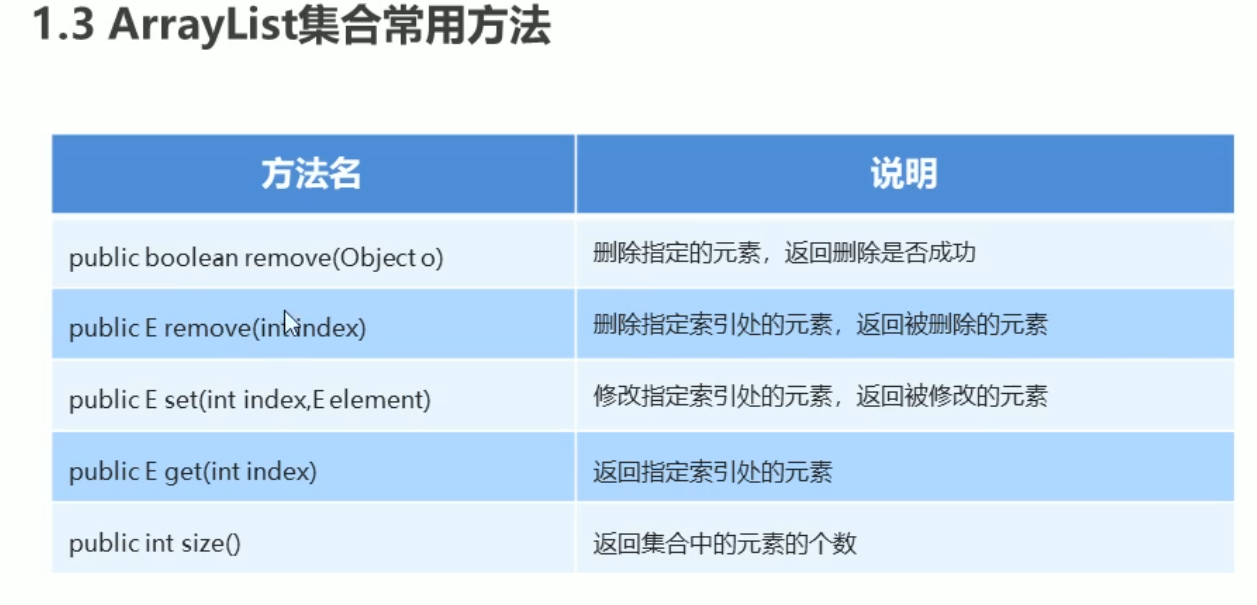 1.3 ArrayList集合常用方法
方法名 说明
public boolean remove(Object o) 删除指定的元素，返回删除是否成功
public E remove(int index) 删除指定索引处的元素，返回被删除的元素
public E set(int index,E element) 修改指定索引处的元素，返回被修改的元素
public E get(int index) 返回指定索引处的元素
public int size() 返回集合中的元素的个数